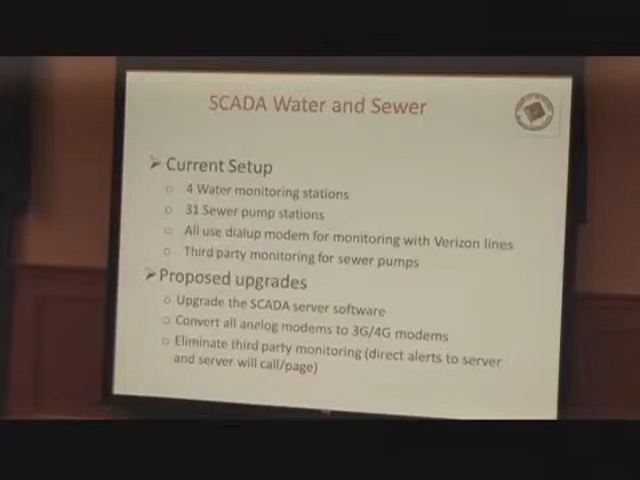 SCADA Water and Sewer
➢ Current Setup
○ 4 Water monitoring stations
○ 31 Sewer pump stations
○ All use dialup modem for monitoring with Verizon lines
○ Third party monitoring for sewer pumps
➢ Proposed upgrades
○ Upgrade the SCADA server software
○ Convert all analog modems to 3G/4G modems
○ Eliminate third party monitoring (direct alerts to server
and server will call/page)